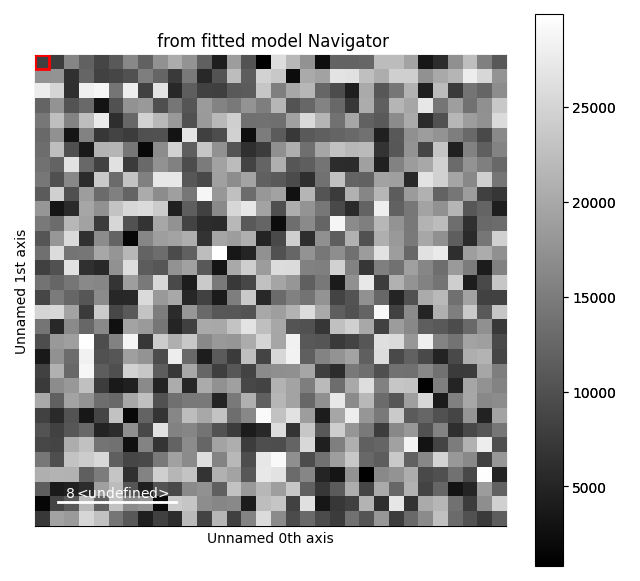 from fitted model Navigator
Unnamed 1st axis
8 <undefined>
Unnamed 0th axis
25000
20000
15000
10000
5000